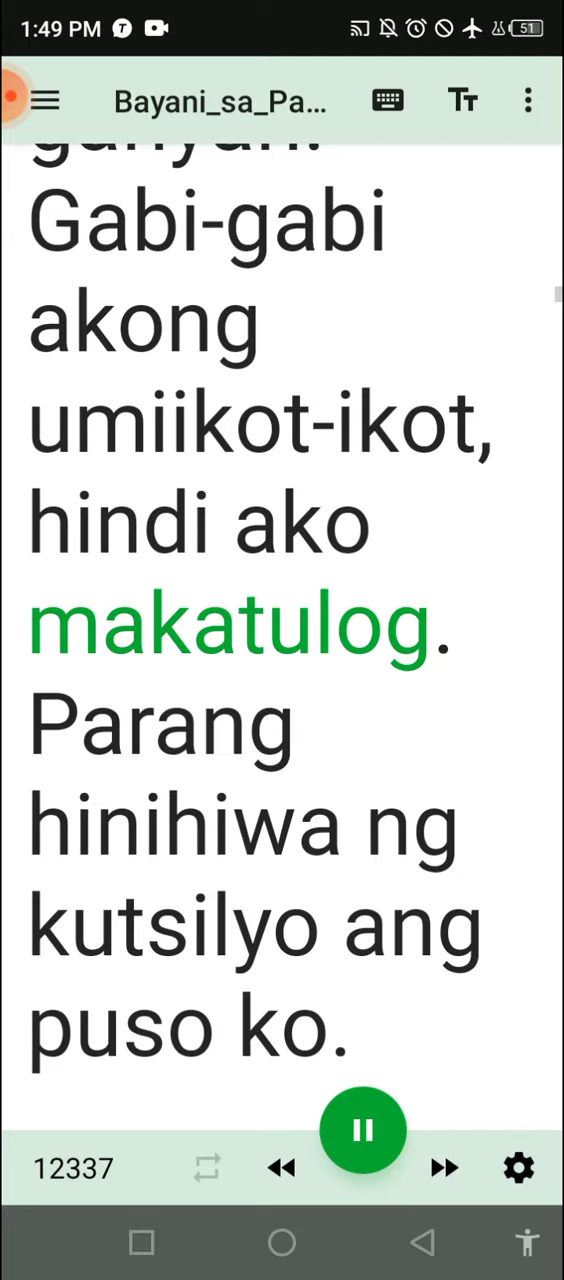 1:49 PM
51
Bayani_sa_Pa...
Gabi-gabi
akong
umiikot-ikot,
hindi ako
makatulog.
Parang
hinihiwa ng
kutsilyo ang
puso ko.
12337